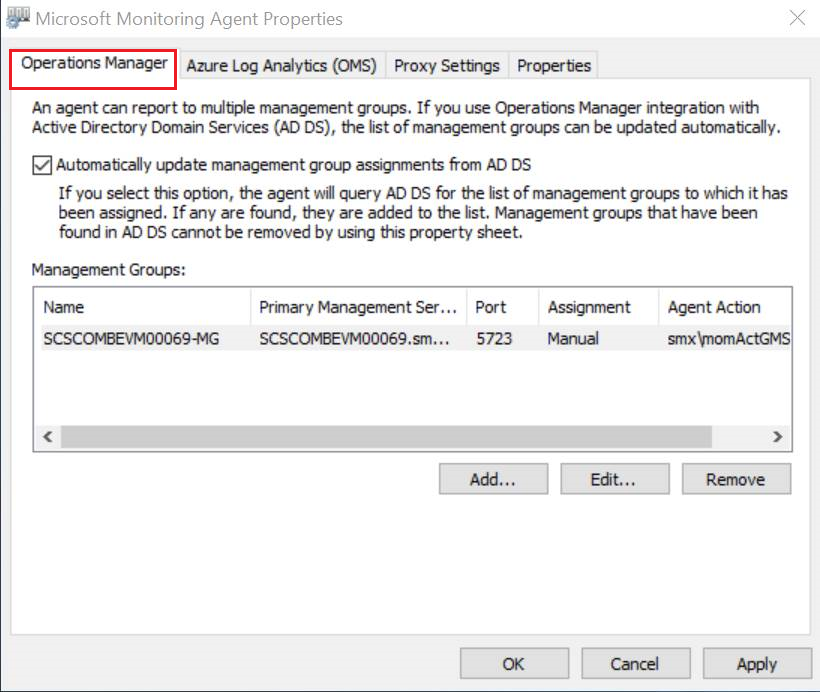 Microsoft Monitoring Agent Properties
Operations Manager Azure Log Analytics (OMS) Proxy Settings Properties
An agent can report to multiple management groups. If you use Operations Manager integration with
Active Directory Domain Services (AD DS), the list of management groups can be updated automatically.
Automatically update management group assignments from AD DS
If you select this option, the agent will query AD DS for the list of management groups to which it has
been assigned. If any are found, they are added to the list. Management groups that have been
found in AD DS cannot be removed by using this property sheet.
Management Groups:
Name Primary Management Ser... Port Assignment Agent Action
SCSCOMBEVM00069-MG SCSCOMBEVM00069.sm... 5723 Manual smx\momActGMS
Add... Edit... Remove
OK Cancel Apply